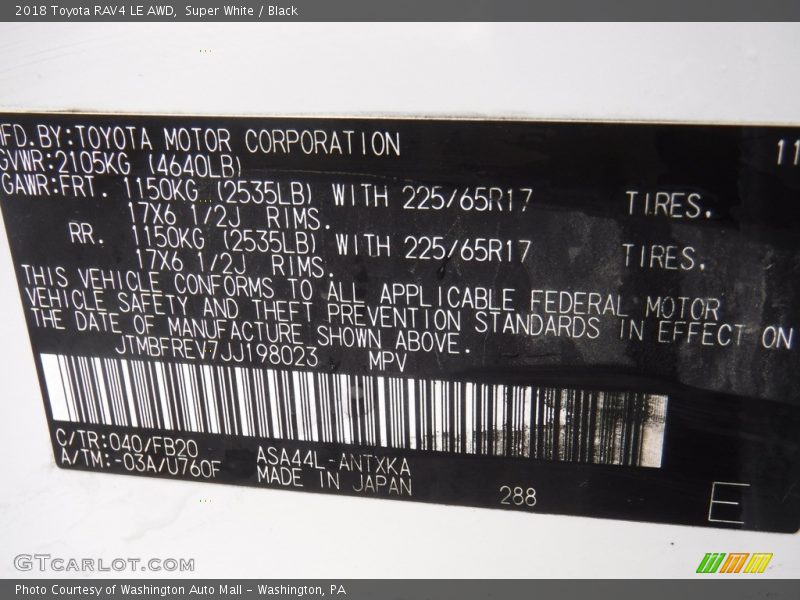 2018 Toyota RAV4 LE AWD,  Super White / Black
MFD.BY:TOYOTA MOTOR CORPORATION 11
GVWR:2105KG (4640LB)
GAWR:FRT. 1150KG (2535LB) WITH 225/65R17 TIRES.
17X6 1/2J RIMS.
RR. 1150KG (2535LB) WITH 225/65R17 TIRES.
17X6 1/2J RIMS.
THIS VEHICLE CONFORMS TO ALL APPLICABLE FEDERAL MOTOR
VEHICLE SAFETY AND THEFT PREVENTION STANDARDS IN EFFECT ON
THE DATE OF MANUFACTURE SHOWN ABOVE.
JTMBFREV7JJ198023 MPV
C/TR:040/FB20 ASA44L-ANTXKA
A/TM:-03A/U760F MADE IN JAPAN 288 E
GTCARLOT.COM
Photo Courtesy of Washington Auto Mall - Washington, PA